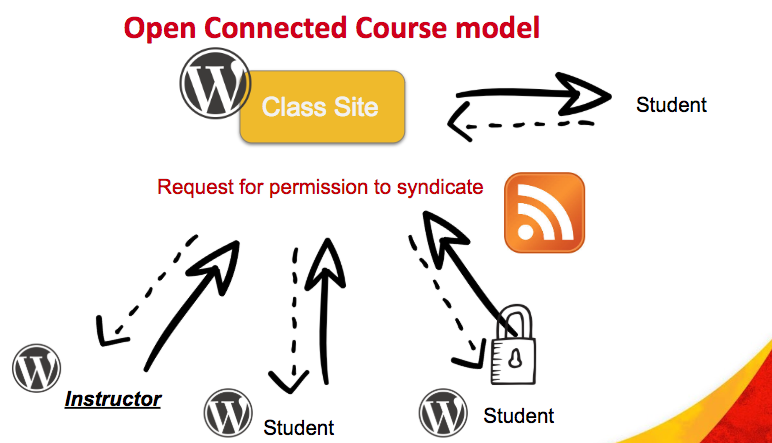 Open Connected Course model
Class Site
Student
Request for permission to syndicate
Instructor
Student
Student